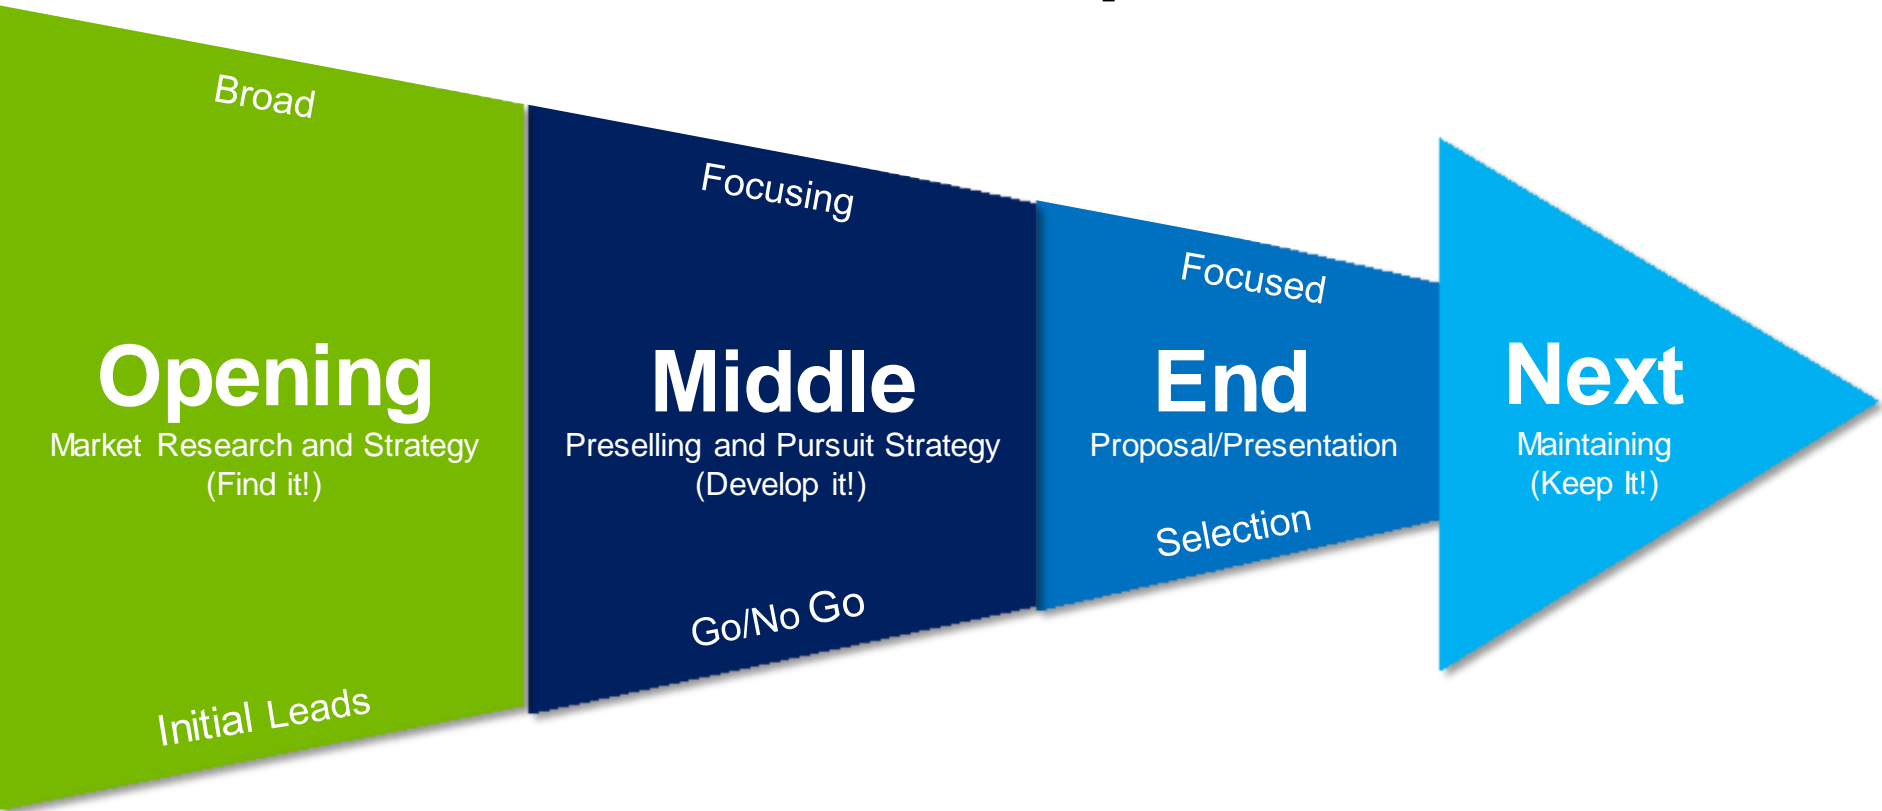 Broad
Opening
Market Research and Strategy
(Find it!)
Initial Leads
Focusing
Middle
Preselling and Pursuit Strategy
(Develop it!)
Go/No Go
Focused
End
Proposal/Presentation
Selection
Next
Maintaining
(Keep It!)